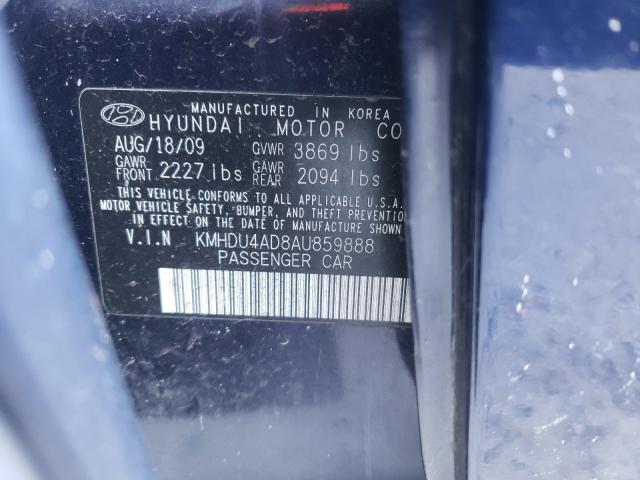 MANUFACTURED IN KOREA
HYUNDAI MOTOR CO
AUG/18/09 GVWR 3869 lbs
GAWR FRONT 2227 lbs GAWR REAR 2094 lbs
THIS VEHICLE CONFORMS TO ALL APPLICABLE U.S.A.
MOTOR VEHICLE SAFETY, BUMPER, AND THEFT PREVENTION
IN EFFECT ON THE DATE OF MANUFACTURE SHOWN
V.I.N KMHDU4AD8AU859888
PASSENGER CAR